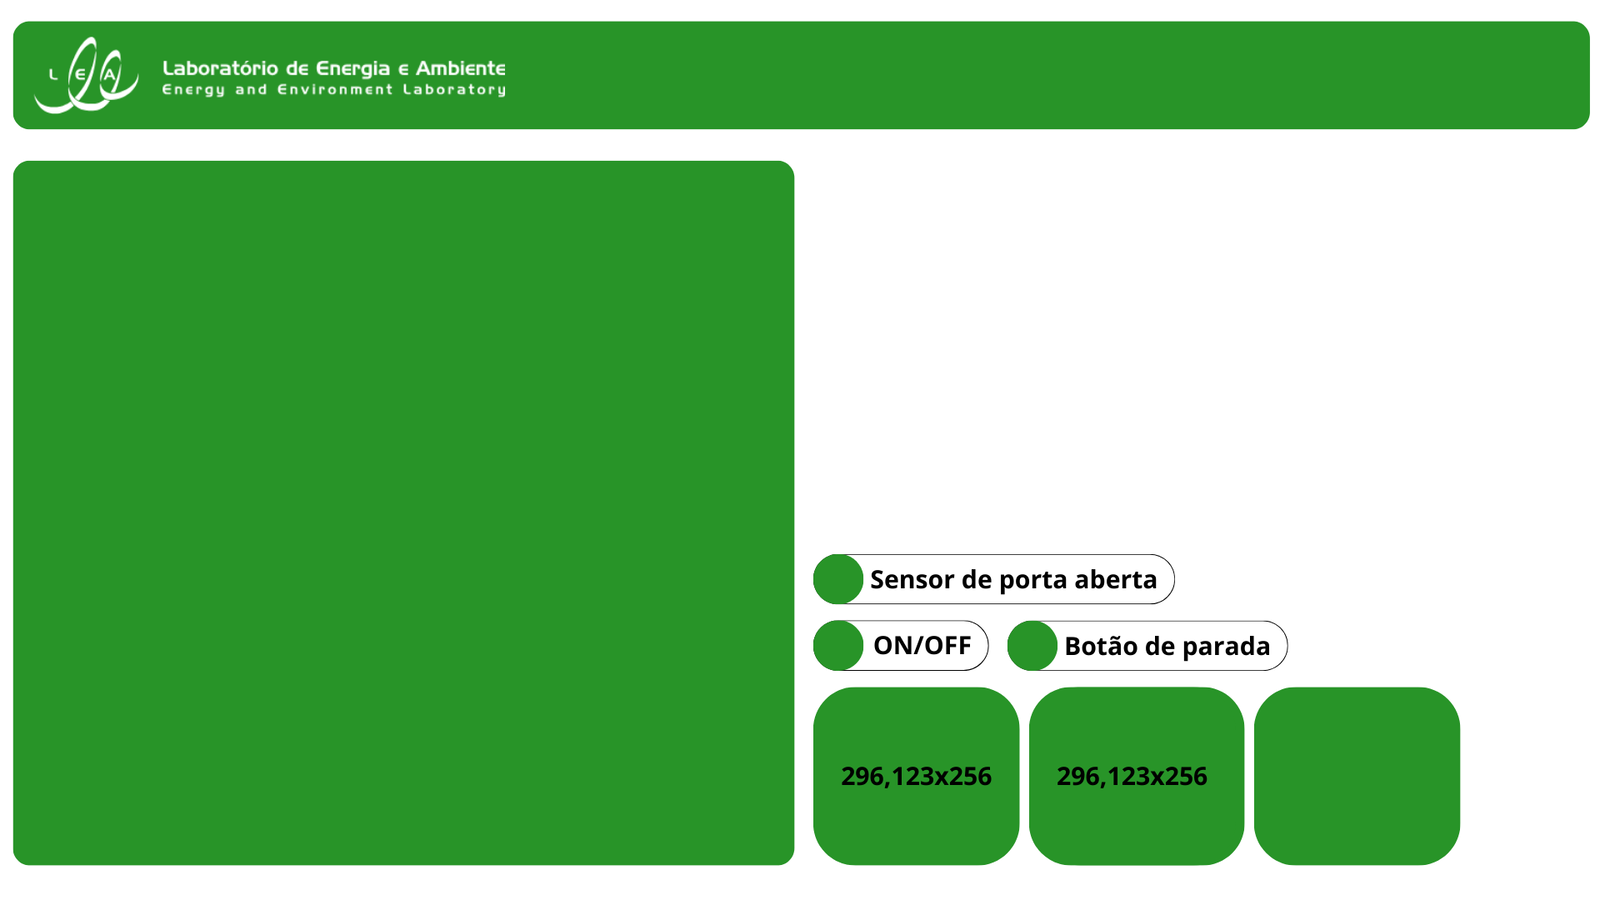 L E A
Laboratório de Energia e Ambiente
Energy and Environment Laboratory
Sensor de porta aberta
ON/OFF
Botão de parada
296,123x256
296,123x256